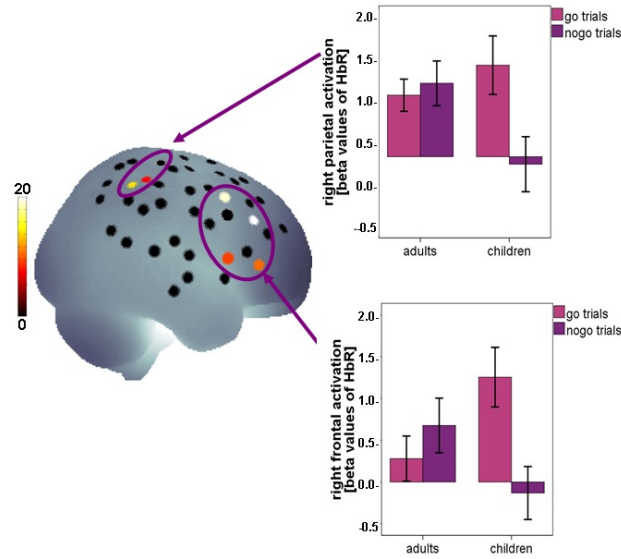 go trials
nogo trials
right parietal activation
[beta values of HbR]
2.0
1.5
1.0
0.5
0.0
-0.5
adults
children
20
0
go trials
nogo trials
right frontal activation
[beta values of HbR]
2.0
1.5
1.0
0.5
0.0
-0.5
adults
children